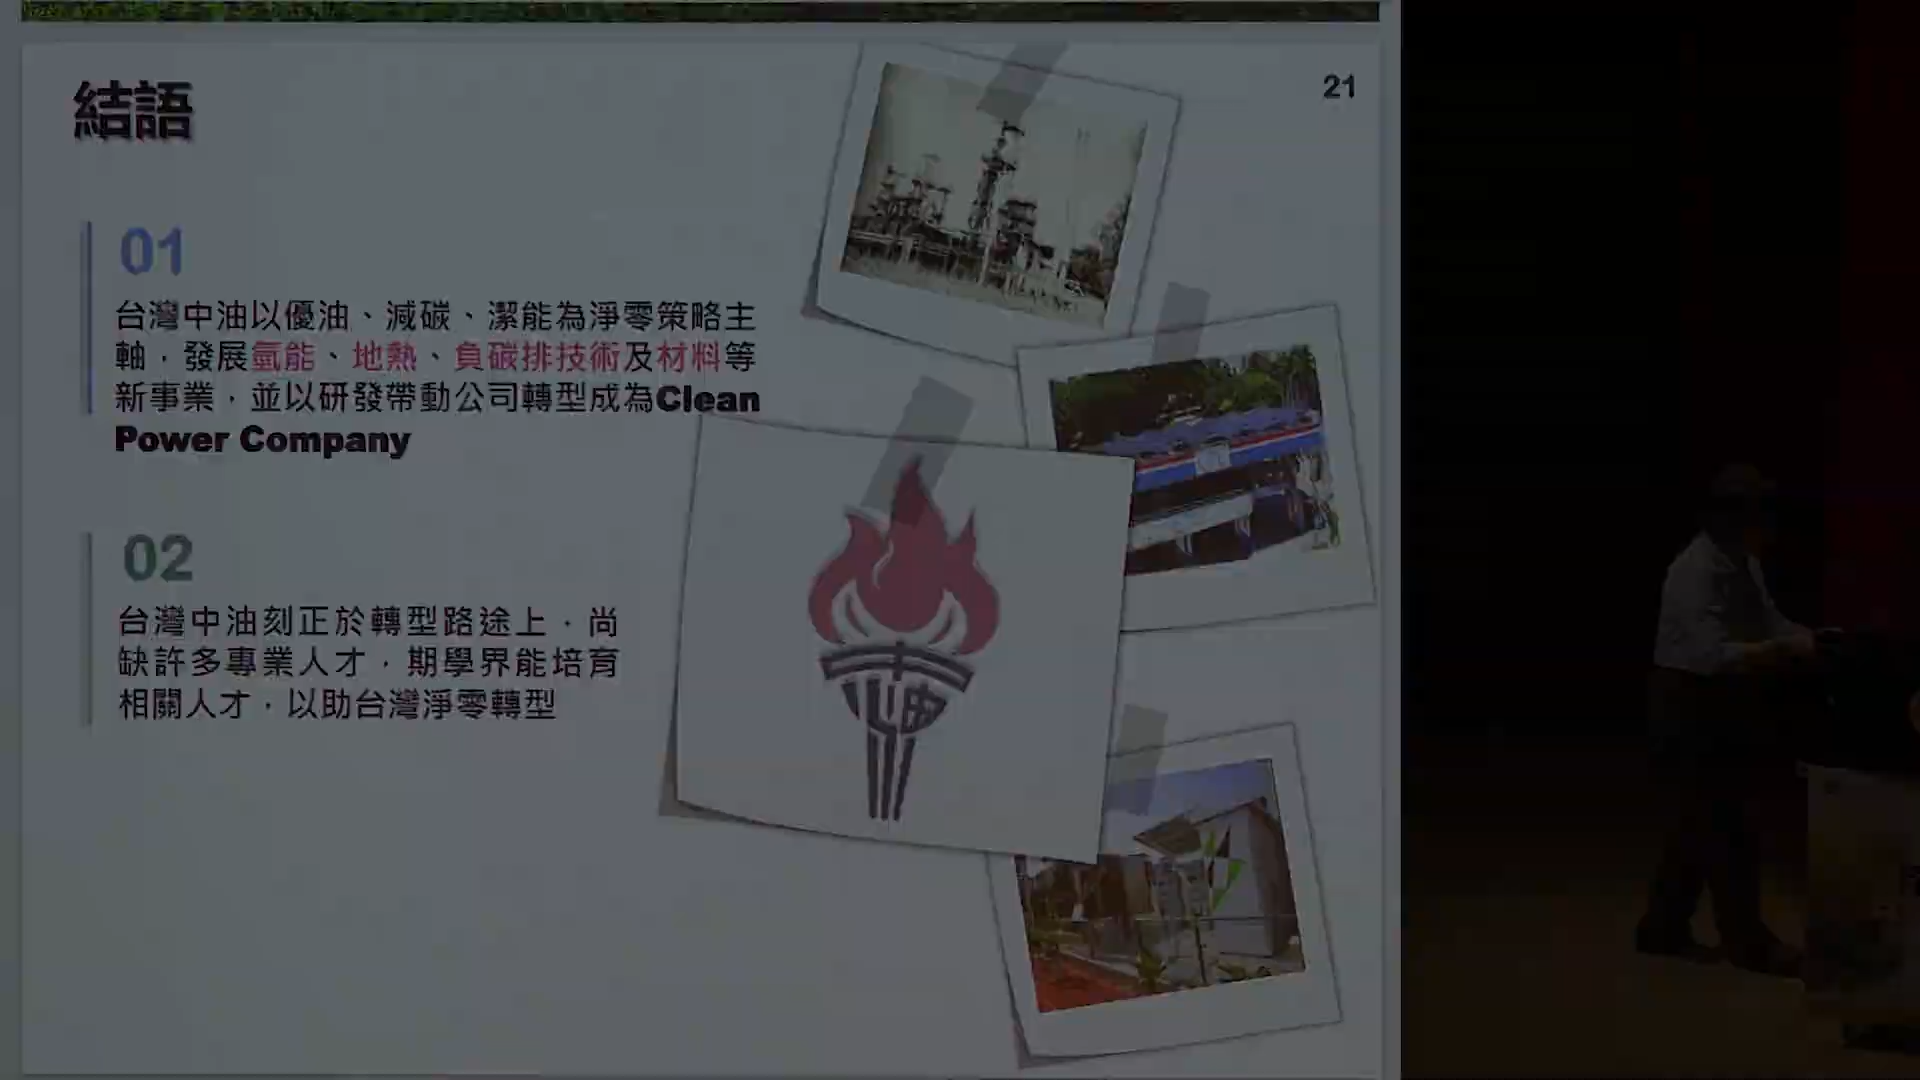 結語
21
01
台灣中油以優油、減碳、潔能為淨零策略主
軸，發展氫能、地熱、負碳排技術及材料等
新事業，並以研發帶動公司轉型成為Clean
Power Company
02
台灣中油刻正於轉型路途上，尚
缺許多專業人才，期學界能培育
相關人才，以助台灣淨零轉型
中油